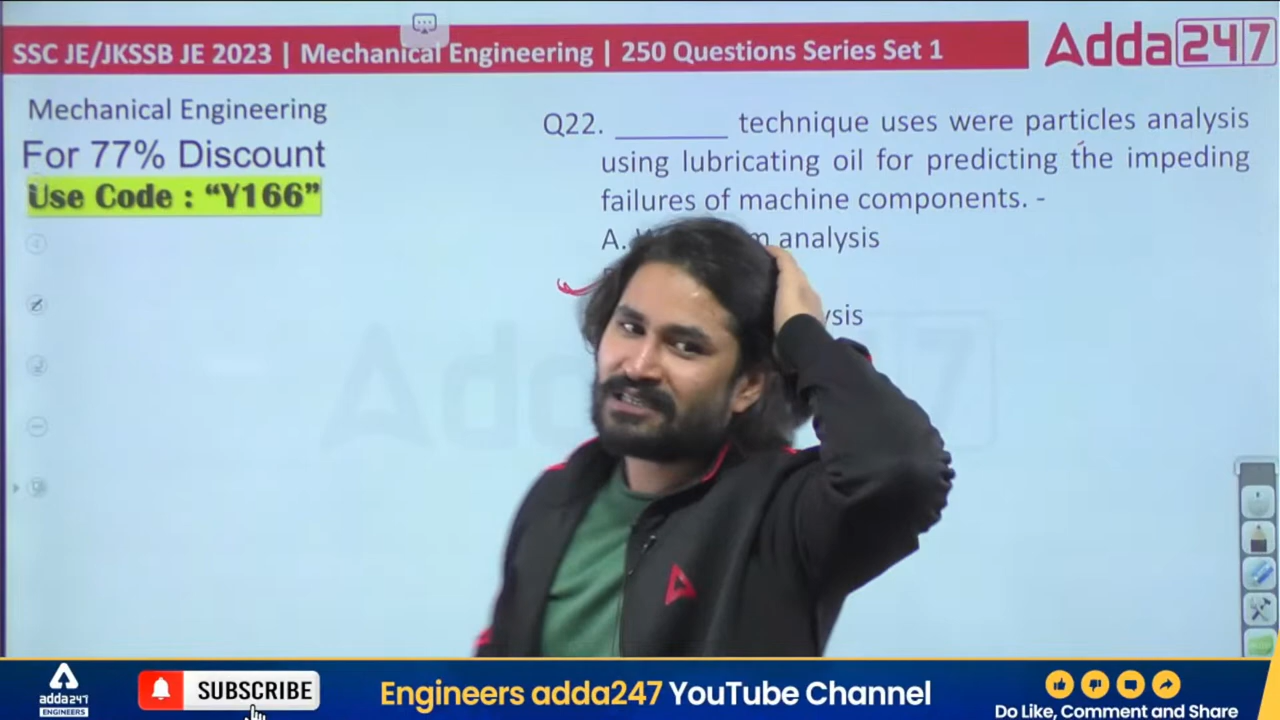 SSC JE/JKSSB JE 2023 | Mechanical Engineering | 250 Questions Series Set 1
Adda247
Mechanical Engineering
For 77% Discount
Use Code : “Y166”
Q22. ________ technique uses were particles analysis
using lubricating oil for predicting the impeding
failures of machine components. -
A. analysis
adda247
ENGINEERS
SUBSCRIBE
Engineers adda247 YouTube Channel
Do Like, Comment and Share